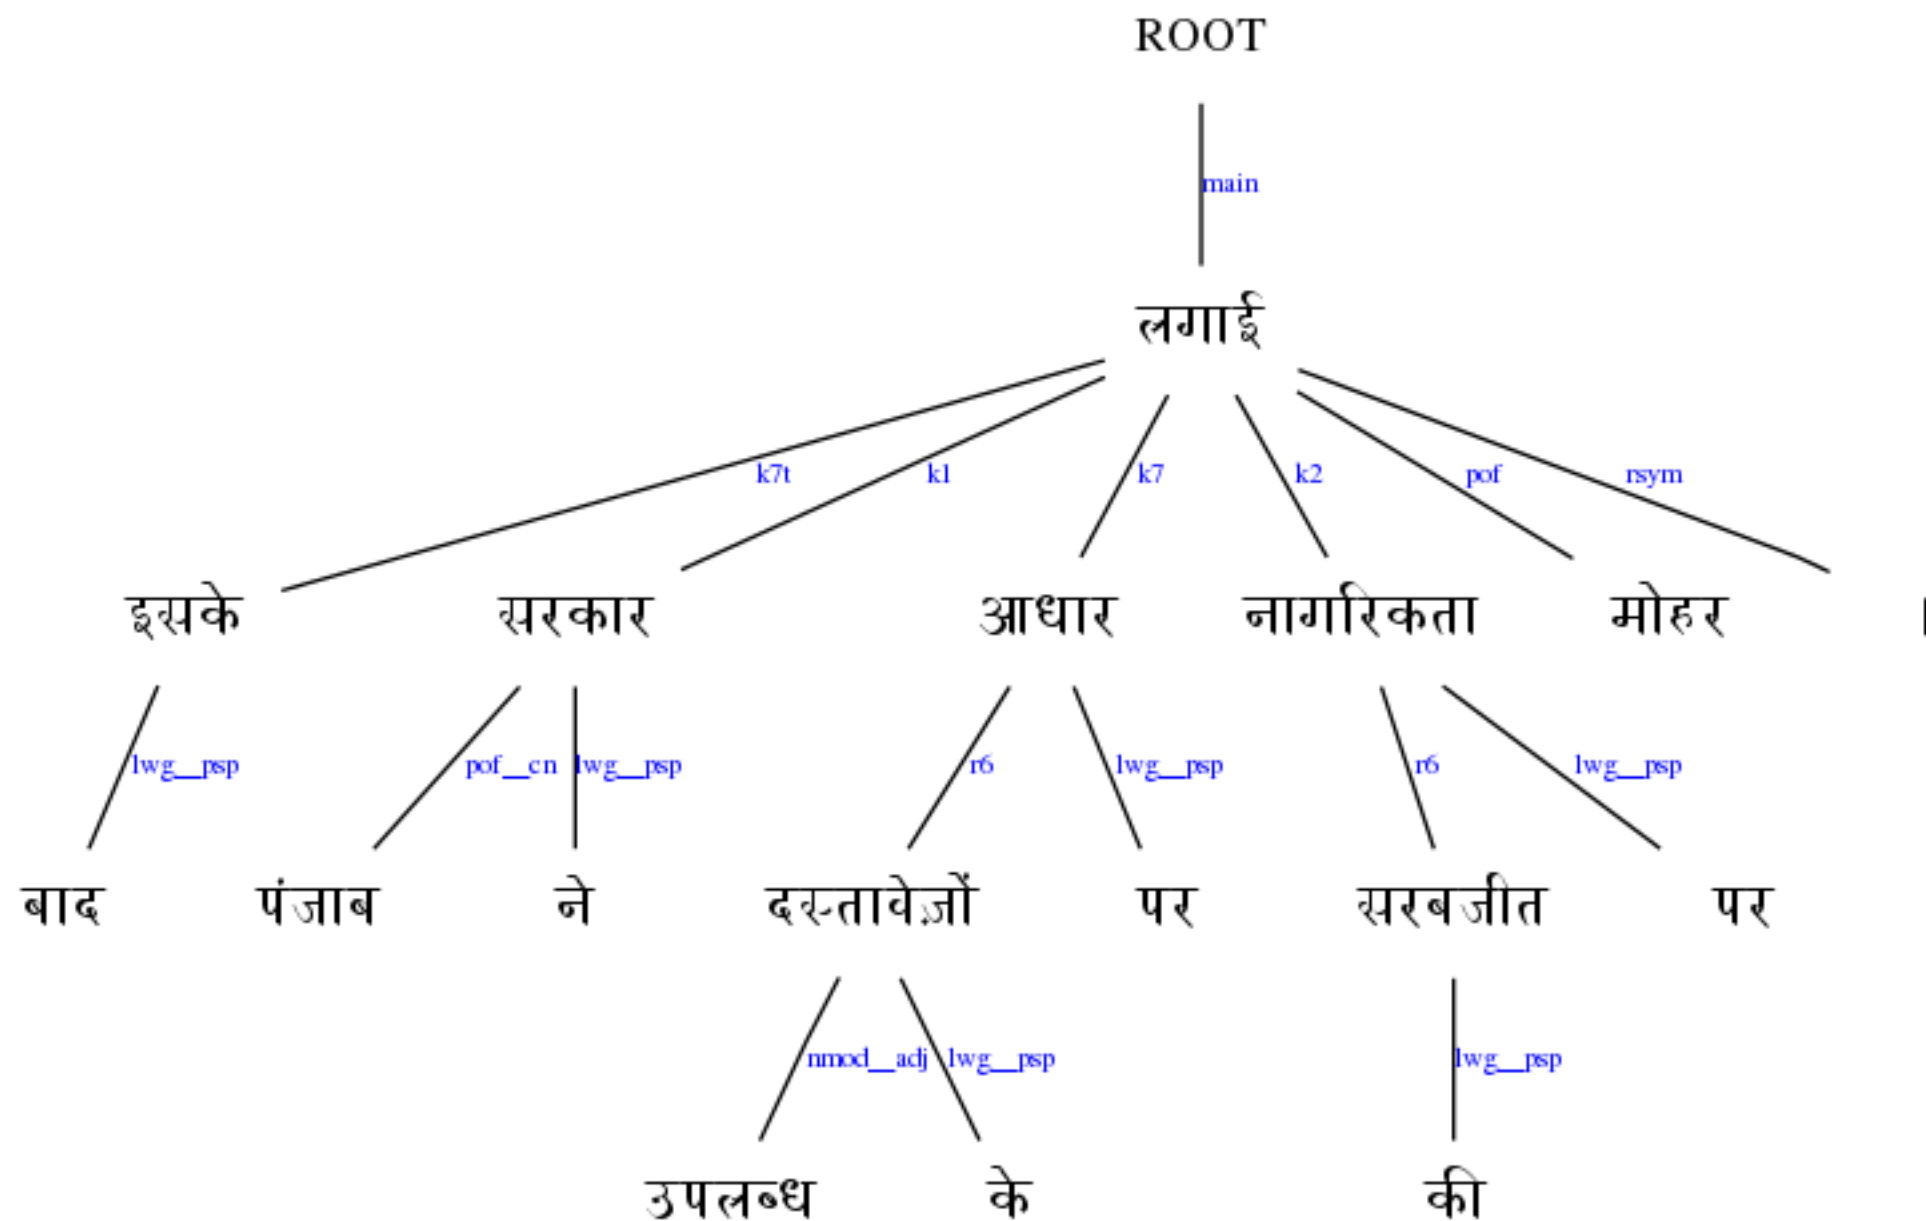 ROOT
main
लगाई
k7t k1 k7 k2 pof rsym
इसके सरकार आधार नागरिकता मोहर ।
lwg__psp pof__cn lwg__psp r6 lwg__psp r6 lwg__psp
बाद पंजाब ने दस्तावेज़ों पर सरबजीत पर
nmod__adj lwg__psp lwg__psp
उपलब्ध के की